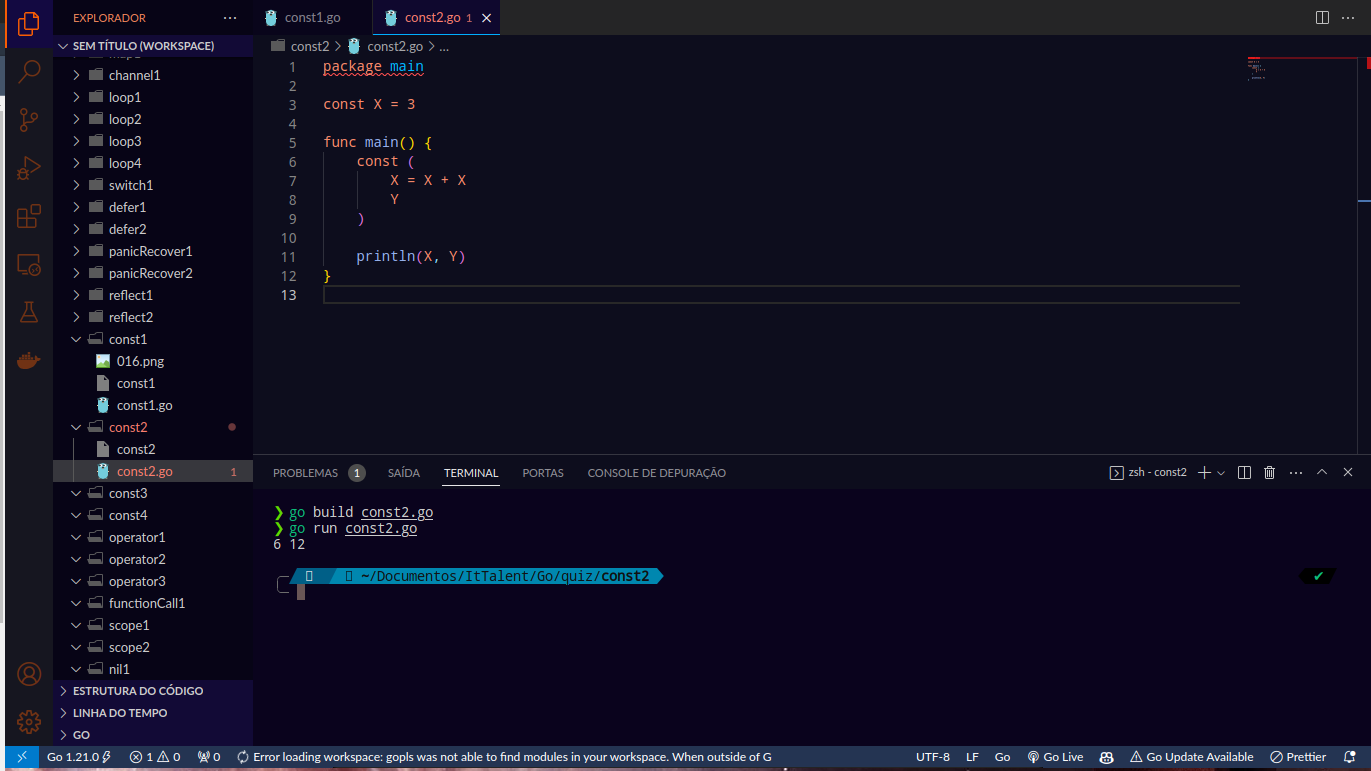 EXPLORADOR
SEM TÍTULO (WORKSPACE)
channel1
loop1
loop2
loop3
loop4
switch1
defer1
defer2
panicRecover1
panicRecover2
reflect1
reflect2
const1
016.png
const1
const1.go
const2
const2
const2.go 1
const3
const4
operator1
operator2
operator3
functionCall1
scope1
scope2
nil1
ESTRUTURA DO CÓDIGO
LINHA DO TEMPO
GO
const1.go
const2.go 1
const2 > const2.go > ...
1 package main
2
3 const X = 3
4
5 func main() {
6 const (
7 X = X + X
8 Y
9 )
10
11 println(X, Y)
12 }
13
PROBLEMAS 1 SAÍDA TERMINAL PORTAS CONSOLE DE DEPURAÇÃO
zsh - const2
❯ go build const2.go
❯ go run const2.go
6 12
~/Documentos/ItTalent/Go/quiz/const2
Go 1.21.0 1 0 0 Error loading workspace: gopls was not able to find modules in your workspace. When outside of G
UTF-8 LF Go Go Live Go Update Available Prettier